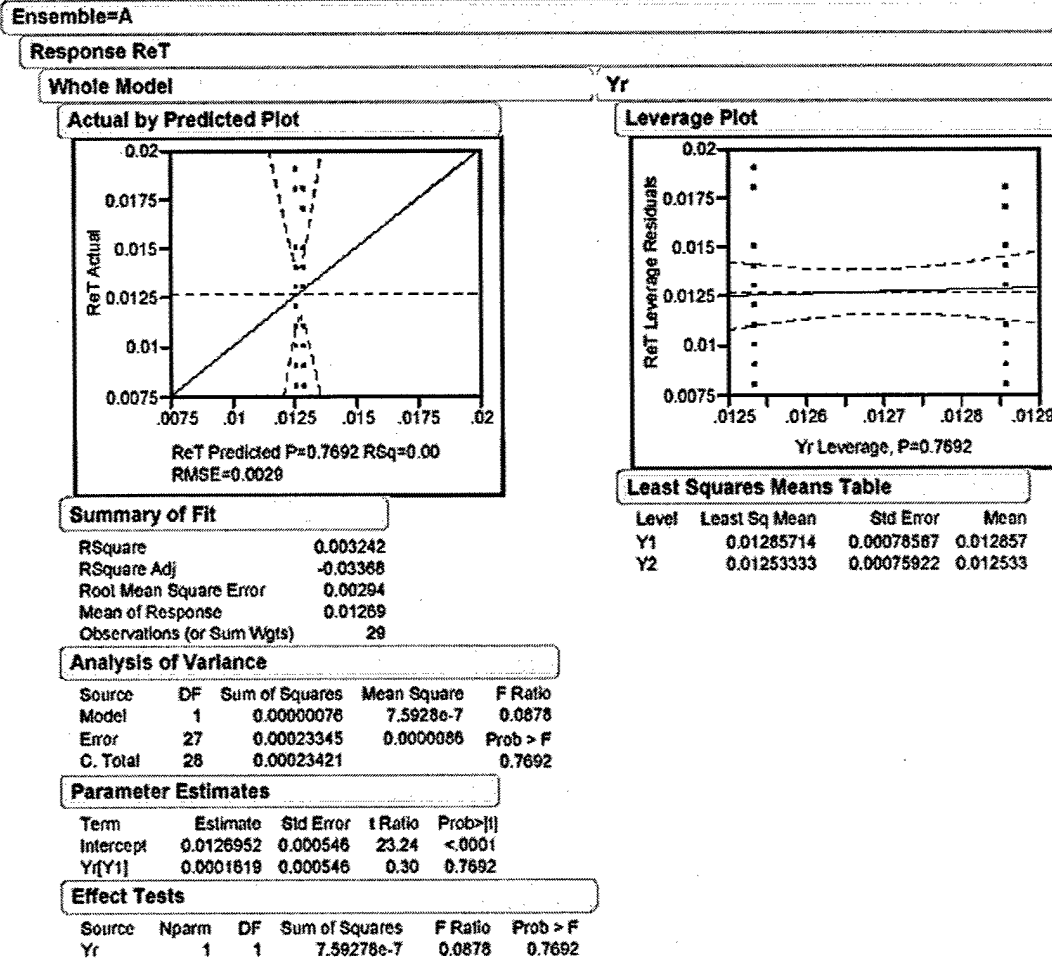 Ensemble=A
Response ReT
Whole Model
Yr
Actual by Predicted Plot
0.02
0.0175
0.015
0.0125
0.01
0.0075
ReT Actual
.0075 .01 .0125 .015 .0175 .02
ReT Predicted P=0.7692 RSq=0.00
RMSE=0.0029
Leverage Plot
0.02
0.0175
0.015
0.0125
0.01
0.0075
ReT Leverage Residuals
.0125 .0126 .0127 .0128 .0129
Yr Leverage, P=0.7692
Summary of Fit
RSquare 0.003242
RSquare Adj -0.03368
Root Mean Square Error 0.00294
Mean of Response 0.01269
Observations (or Sum Wgts) 29
Least Squares Means Table
Level Least Sq Mean Std Error Mean
Y1 0.01285714 0.00078587 0.012857
Y2 0.01253333 0.00075922 0.012533
Analysis of Variance
Source DF Sum of Squares Mean Square F Ratio
Model 1 0.00000076 7.5928e-7 0.0878
Error 27 0.00023345 0.0000086 Prob > F
C. Total 28 0.00023421 0.7692
Parameter Estimates
Term Estimate Std Error t Ratio Prob>|t|
Intercept 0.0126952 0.000546 23.24 <.0001
Yr[Y1] 0.0001619 0.000546 0.30 0.7692
Effect Tests
Source Nparm DF Sum of Squares F Ratio Prob > F
Yr 1 1 7.59278e-7 0.0878 0.7692